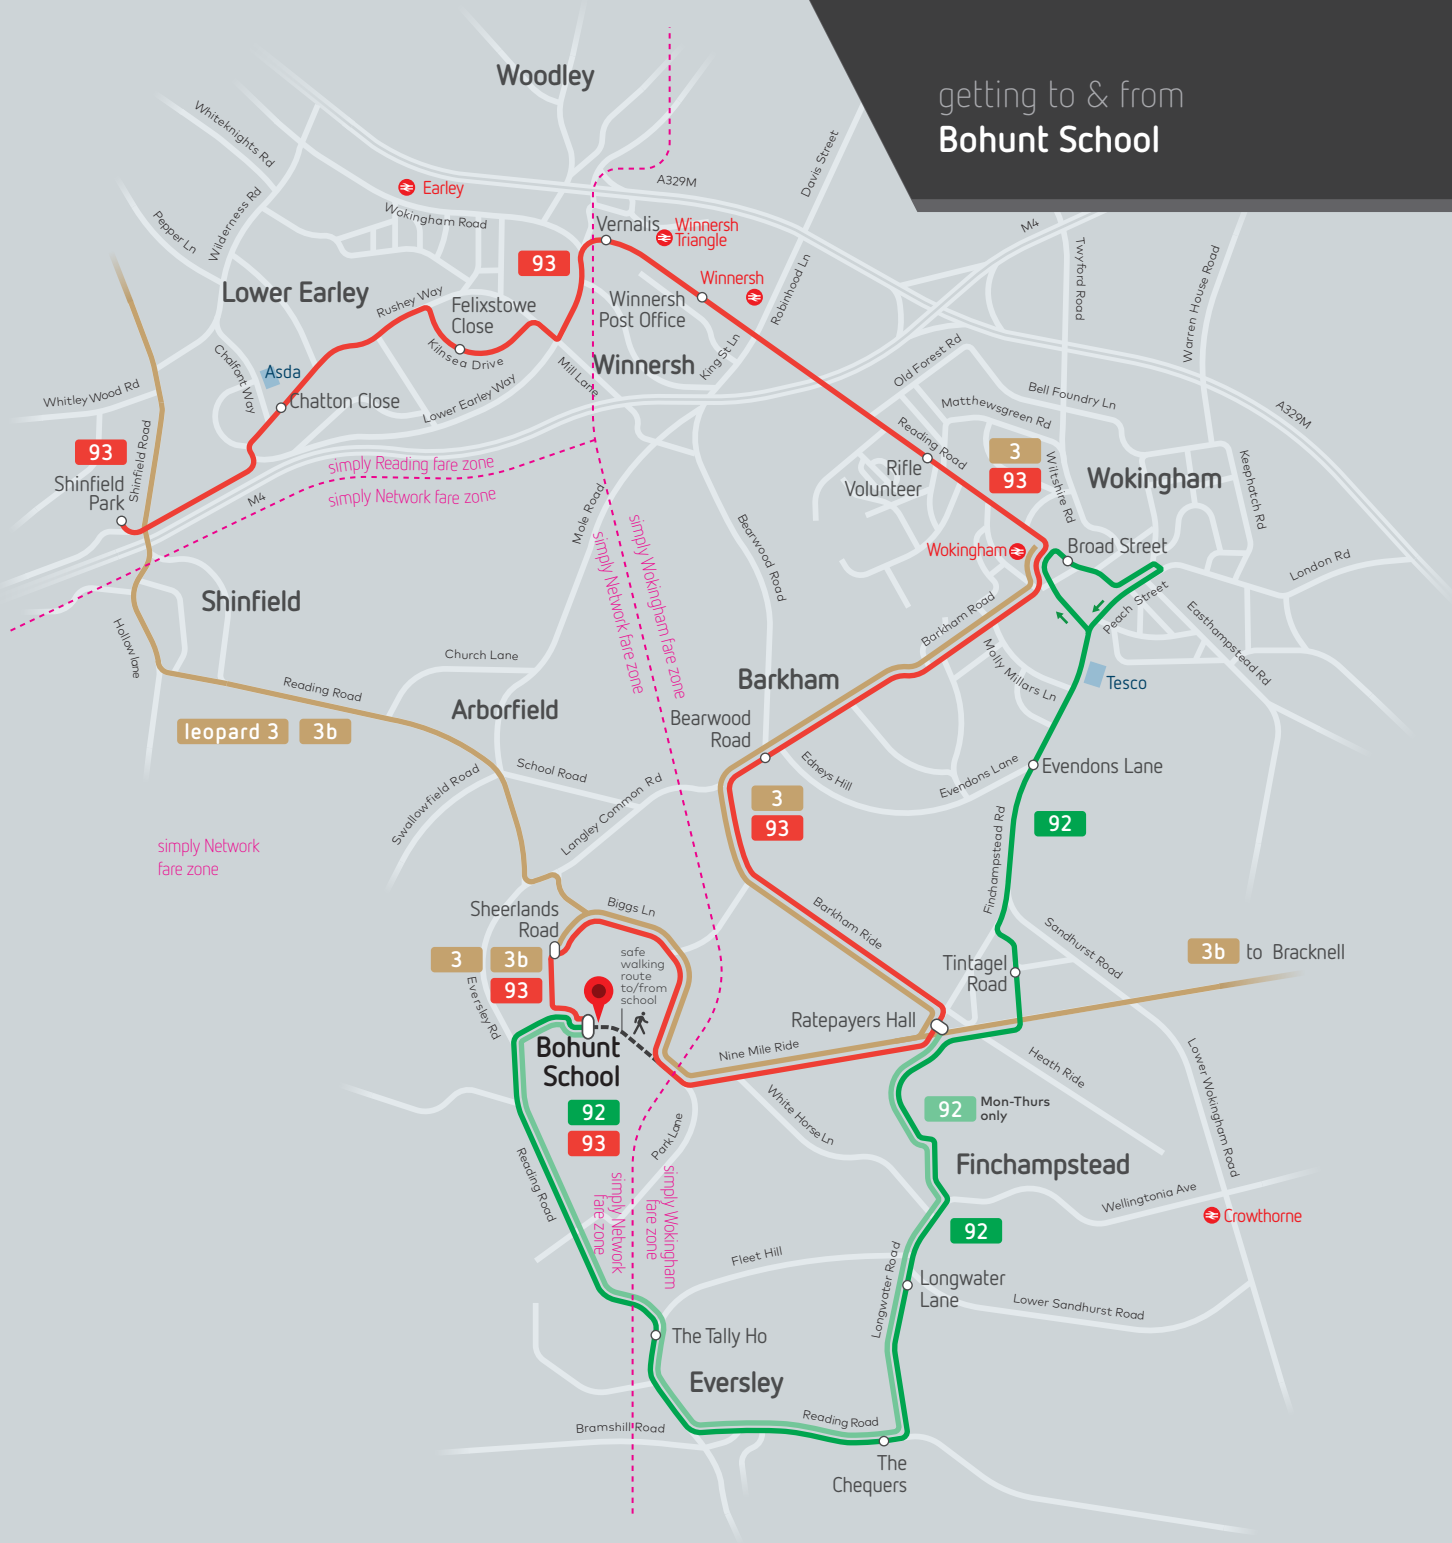 getting to & from
Bohunt School
Woodley
Whiteknights Rd
Earley
A329M
Davis Street
Wokingham Road
Wilderness Rd
Pepper Ln
Vernalis
Winnersh
Triangle
M4
Twyford Road
Warren House Road
93
Winnersh
Robinhood Ln
Lower Earley
Rushey Way
Felixstowe
Close
Winnersh
Post Office
Kilnsea Drive
Mill Lane
Winnersh
King St Ln
Old Forest Rd
Chalfont Way
Asda
Whitley Wood Rd
Chatton Close
Lower Earley Way
Bell Foundry Ln
Matthewsgreen Rd
A329M
Reading Road
93
Shinfield Road
Shinfield
Park
simply Reading fare zone
simply Network fare zone
M4
Rifle
Volunteer
3
93
Wiltshire Rd
Wokingham
Keephatch Rd
Mole Road
simply Wokingham fare zone
simply Network fare zone
Bearwood Road
Wokingham
Broad Street
London Rd
Shinfield
Hollow lane
Barkham Road
Peach Street
Easthampstead Rd
Church Lane
Molly Millars Ln
Barkham
Tesco
Reading Road
Arborfield
Bearwood
Road
leopard 3
3b
School Road
Swallowfield Road
Langley Common Rd
Edneys Hill
Evendons Lane
Evendons Lane
3
93
92
Finchampstead Rd
simply Network
fare zone
Sheerlands
Road
Biggs Ln
Barkham Ride
Sandhurst Road
3
3b
93
safe
walking
route
to/from
school
Tintagel
Road
3b
to Bracknell
Eversley Rd
Ratepayers Hall
Nine Mile Ride
Heath Ride
Lower Wokingham Road
Bohunt
School
92
93
White Horse Ln
92
Mon-Thurs
only
Park Lane
Reading Road
simply Network
fare zone
simply Wokingham
fare zone
Finchampstead
Wellingtonia Ave
Crowthorne
92
Fleet Hill
Longwater Road
Longwater
Lane
Lower Sandhurst Road
The Tally Ho
Eversley
Reading Road
Bramshill Road
The
Chequers